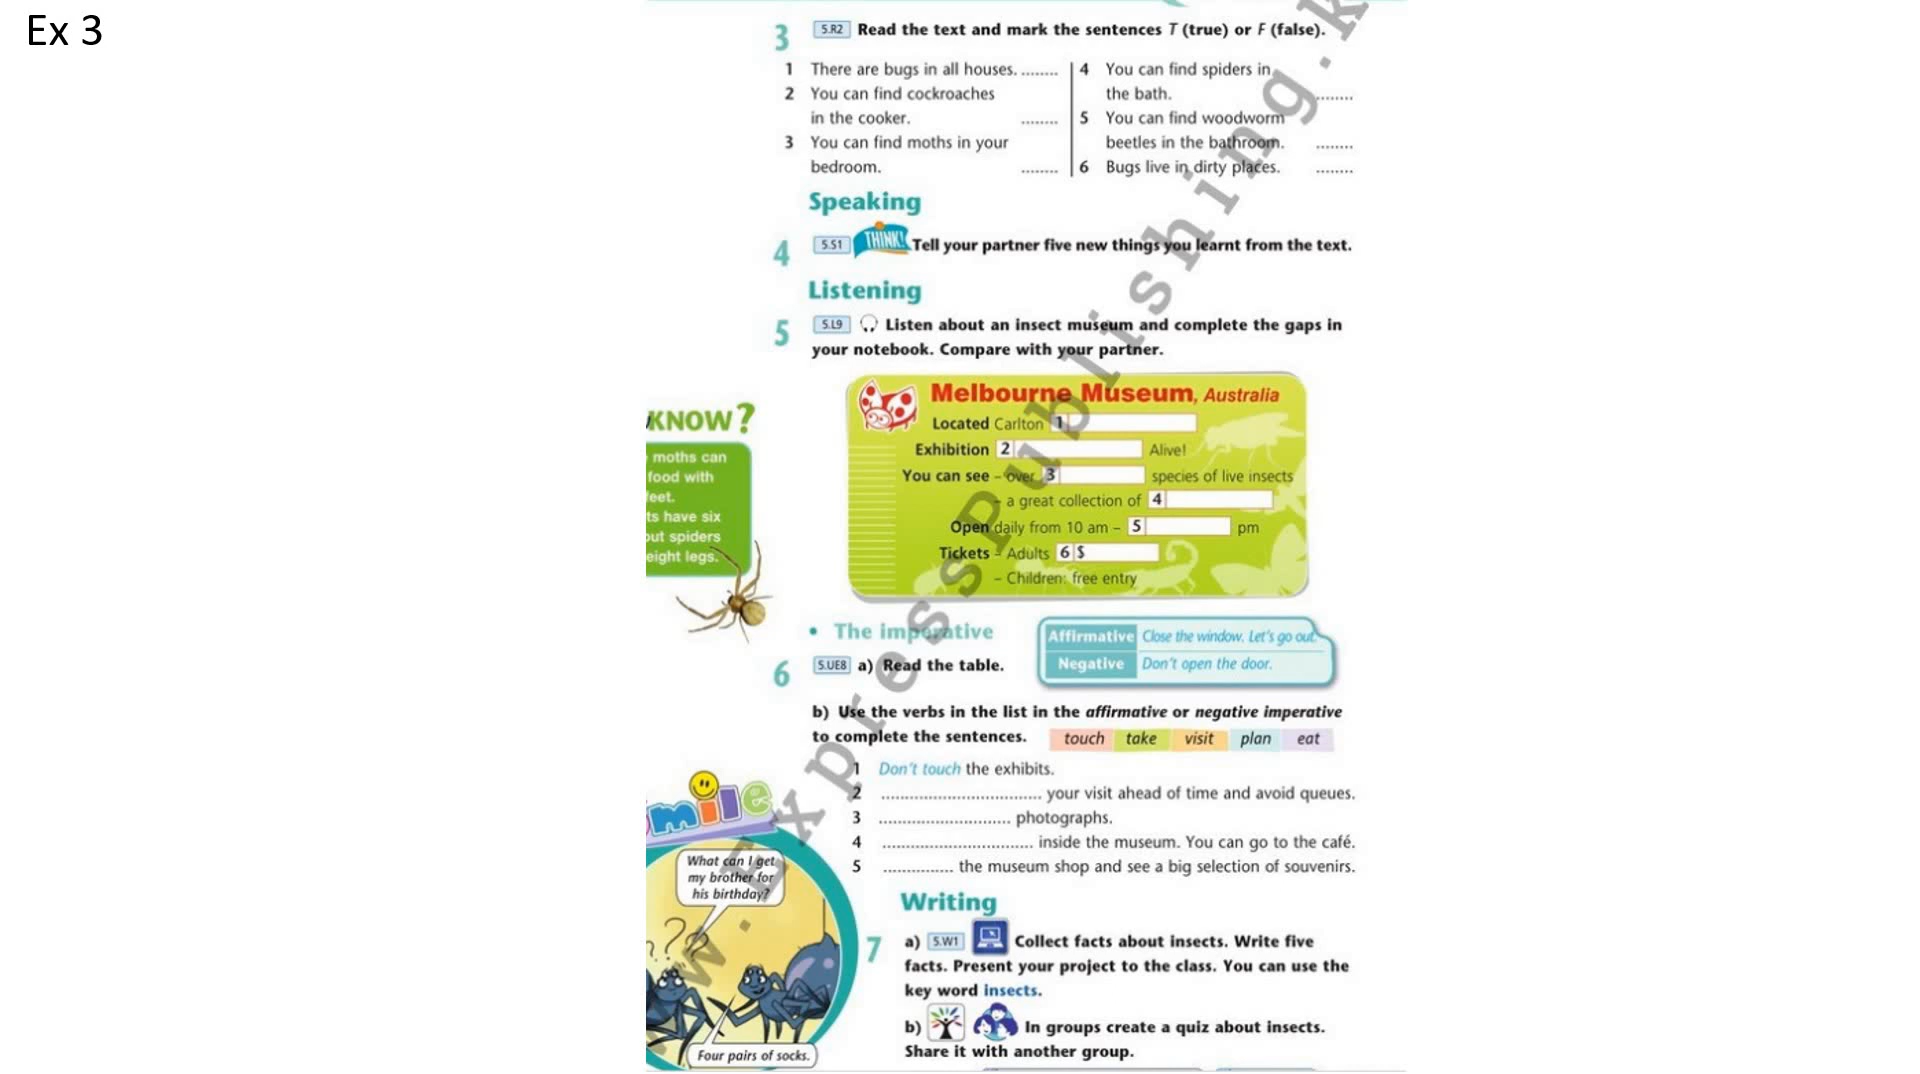 Ex 3
3 5.R2 Read the text and mark the sentences T (true) or F (false).
1 There are bugs in all houses. ........
2 You can find cockroaches
in the cooker. ........
3 You can find moths in your
bedroom. ........
4 You can find spiders in
the bath. ........
5 You can find woodworm
beetles in the bathroom. ........
6 Bugs live in dirty places. ........
Speaking
4 5.S1 THINK! Tell your partner five new things you learnt from the text.
Listening
5 5.L9 Listen about an insect museum and complete the gaps in
your notebook. Compare with your partner.
Melbourne Museum, Australia
Located Carlton 1
Exhibition 2 Alive!
You can see – over 3 species of live insects
– a great collection of 4
Open daily from 10 am – 5 pm
Tickets – Adults 6 $
– Children: free entry
KNOW?
moths can
food with
feet.
ts have six
but spiders
eight legs.
• The imperative
6 5.UE8 a) Read the table.
Affirmative Close the window. Let's go out.
Negative Don't open the door.
b) Use the verbs in the list in the affirmative or negative imperative
to complete the sentences. touch take visit plan eat
1 Don't touch the exhibits.
2 ................................ your visit ahead of time and avoid queues.
3 .......................... photographs.
4 .............................. inside the museum. You can go to the café.
5 .............. the museum shop and see a big selection of souvenirs.
mile
What can I get
my brother for
his birthday?
???
Four pairs of socks.
Writing
7 a) 5.W1 Collect facts about insects. Write five
facts. Present your project to the class. You can use the
key word insects.
b) In groups create a quiz about insects.
Share it with another group.
w.ExpressPublishing.k